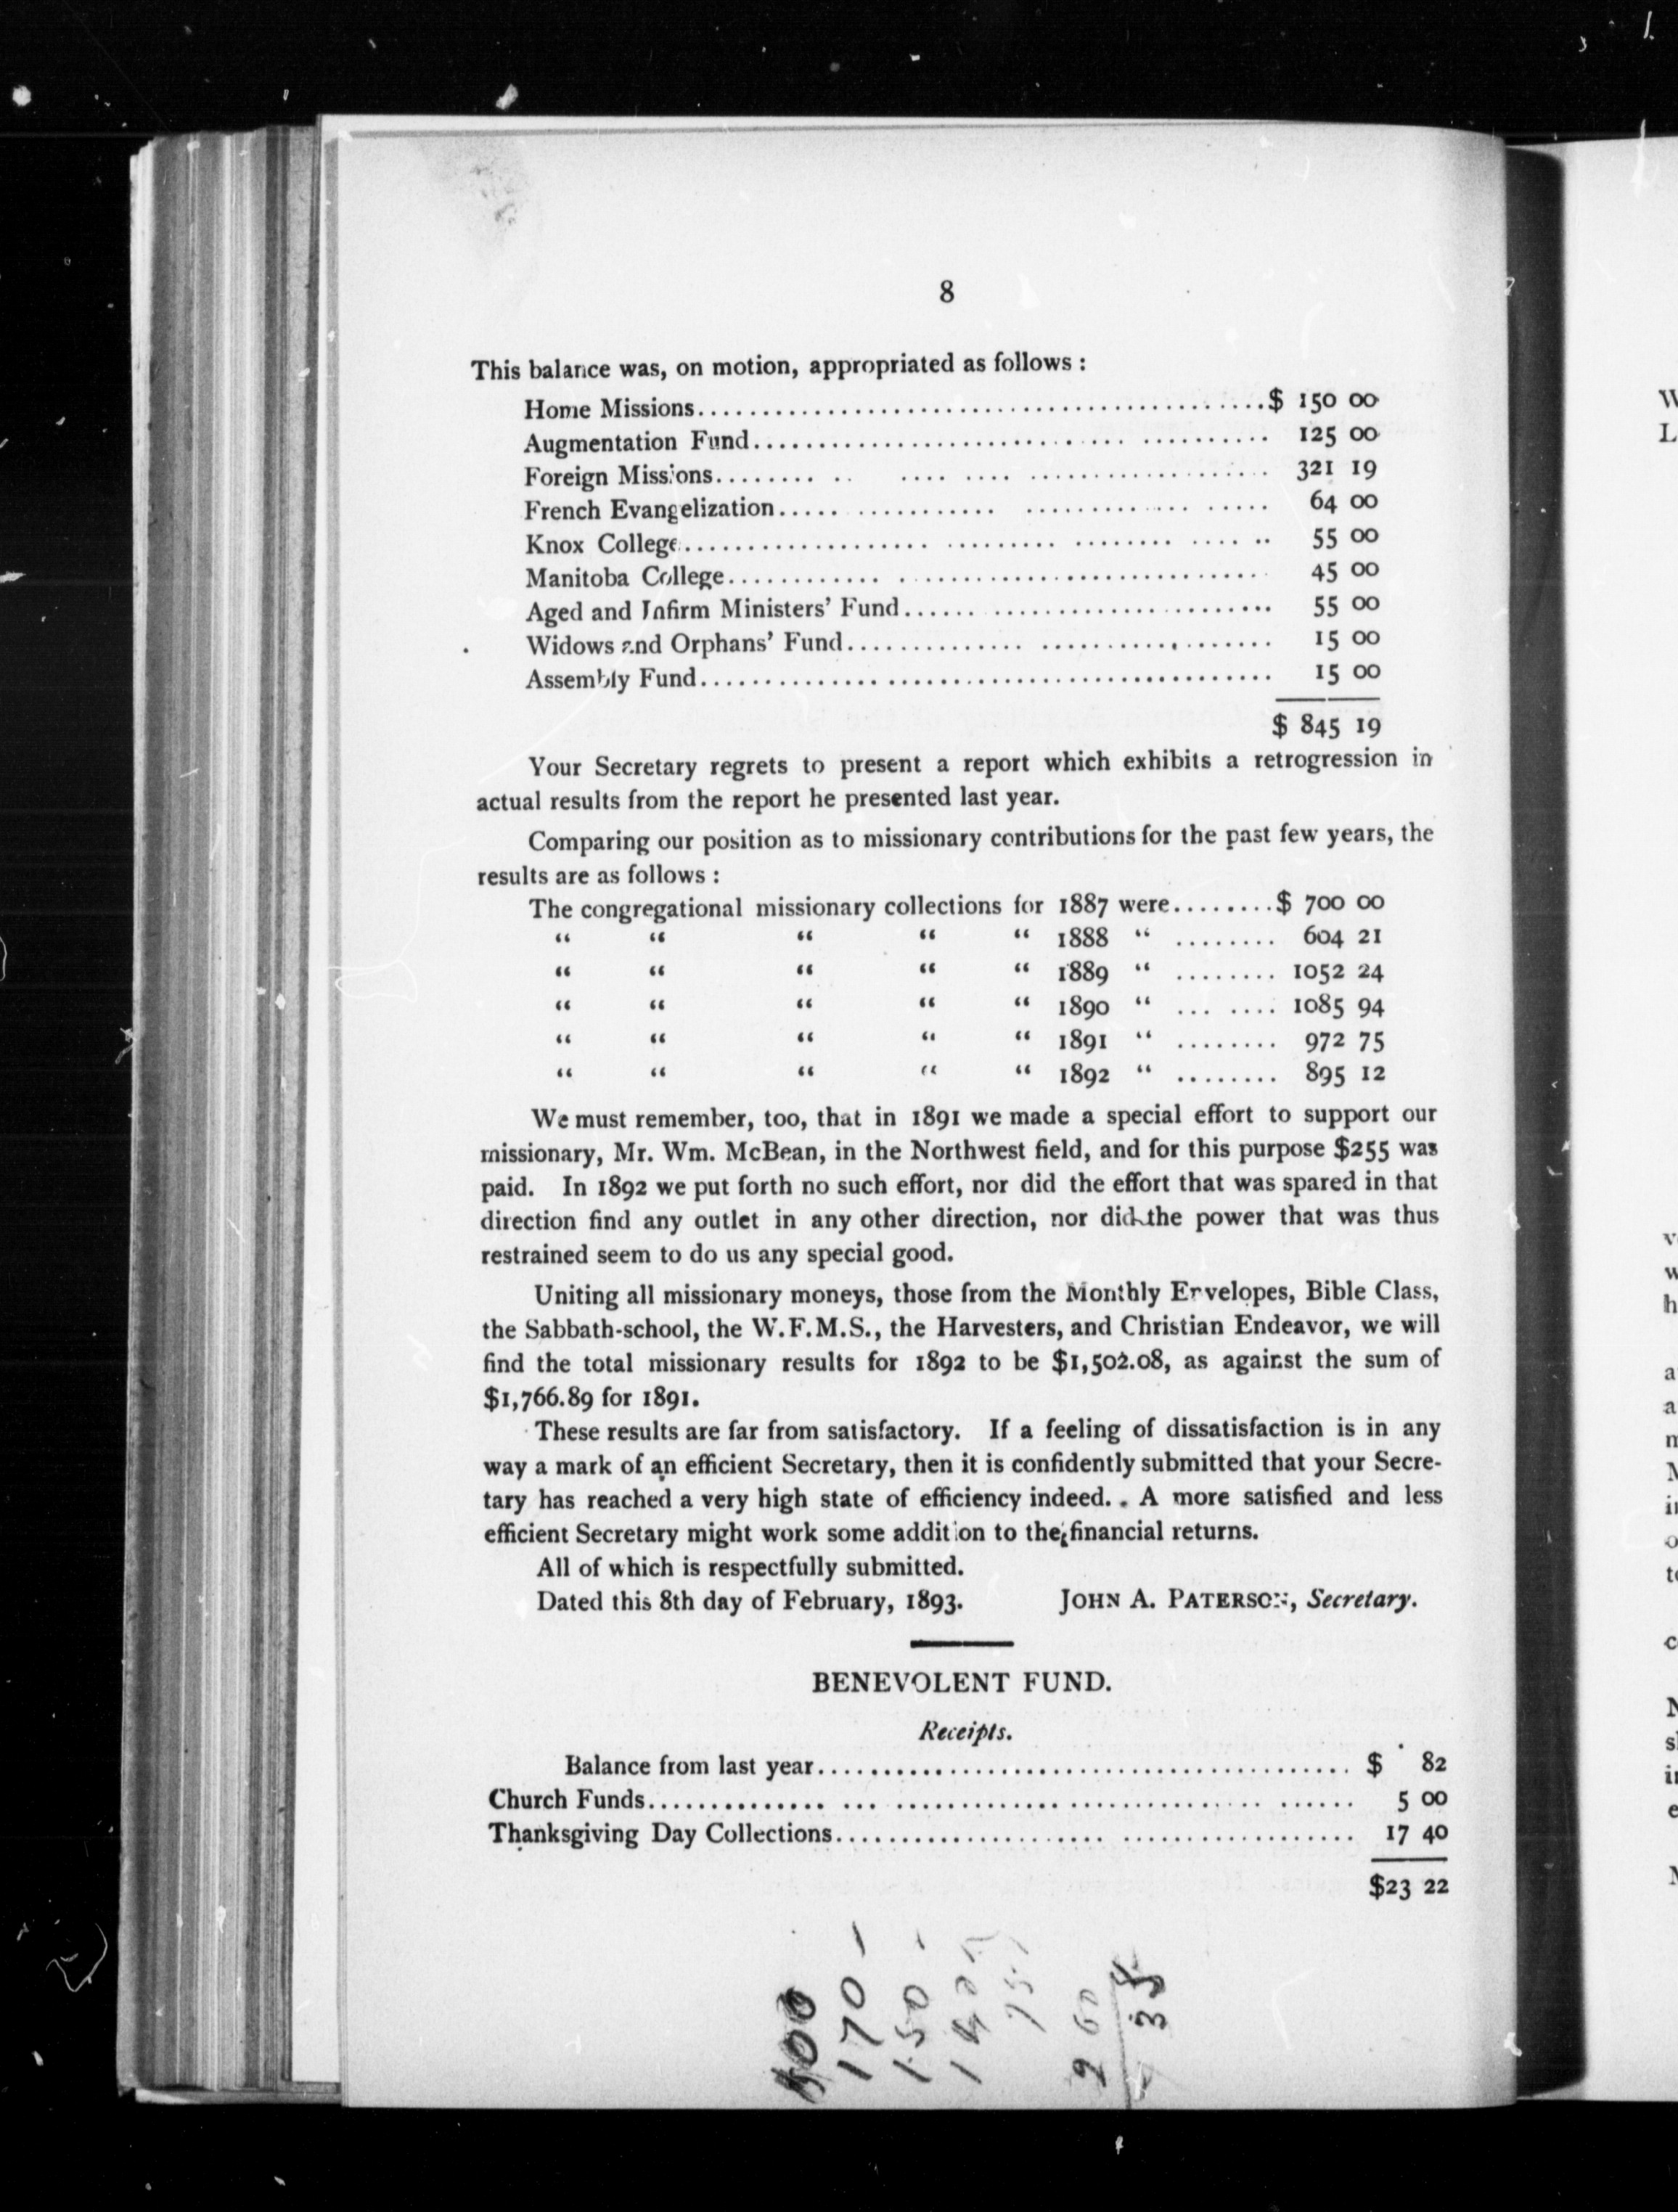 8
This balance was, on motion, appropriated as follows :
Home Missions........................................$ 150 00
Augmentation Fund........................................ 125 00
Foreign Missions........................................ 321 19
French Evangelization........................................ 64 00
Knox College........................................ 55 00
Manitoba College........................................ 45 00
Aged and Infirm Ministers' Fund........................................ 55 00
Widows and Orphans' Fund........................................ 15 00
Assembly Fund........................................ 15 00
$ 845 19
Your Secretary regrets to present a report which exhibits a retrogression in
actual results from the report he presented last year.
Comparing our position as to missionary contributions for the past few years, the
results are as follows :
The congregational missionary collections for 1887 were........$ 700 00
“ “ “ “ “ 1888 “ ........ 604 21
“ “ “ “ “ 1889 “ ........ 1052 24
“ “ “ “ “ 1890 “ ... .... 1085 94
“ “ “ “ “ 1891 “ ........ 972 75
“ “ “ “ “ 1892 “ ........ 895 12
We must remember, too, that in 1891 we made a special effort to support our
missionary, Mr. Wm. McBean, in the Northwest field, and for this purpose $255 was
paid. In 1892 we put forth no such effort, nor did the effort that was spared in that
direction find any outlet in any other direction, nor did the power that was thus
restrained seem to do us any special good.
Uniting all missionary moneys, those from the Monthly Envelopes, Bible Class,
the Sabbath-school, the W.F.M.S., the Harvesters, and Christian Endeavor, we will
find the total missionary results for 1892 to be $1,502.08, as against the sum of
$1,766.89 for 1891.
These results are far from satisfactory. If a feeling of dissatisfaction is in any
way a mark of an efficient Secretary, then it is confidently submitted that your Secre-
tary has reached a very high state of efficiency indeed. A more satisfied and less
efficient Secretary might work some addition to the financial returns.
All of which is respectfully submitted.
Dated this 8th day of February, 1893. JOHN A. PATERSON, Secretary.
BENEVOLENT FUND.
Receipts.
Balance from last year........................................ $ 82
Church Funds........................................ 5 00
Thanksgiving Day Collections........................................ 17 40
$23 22
170
150